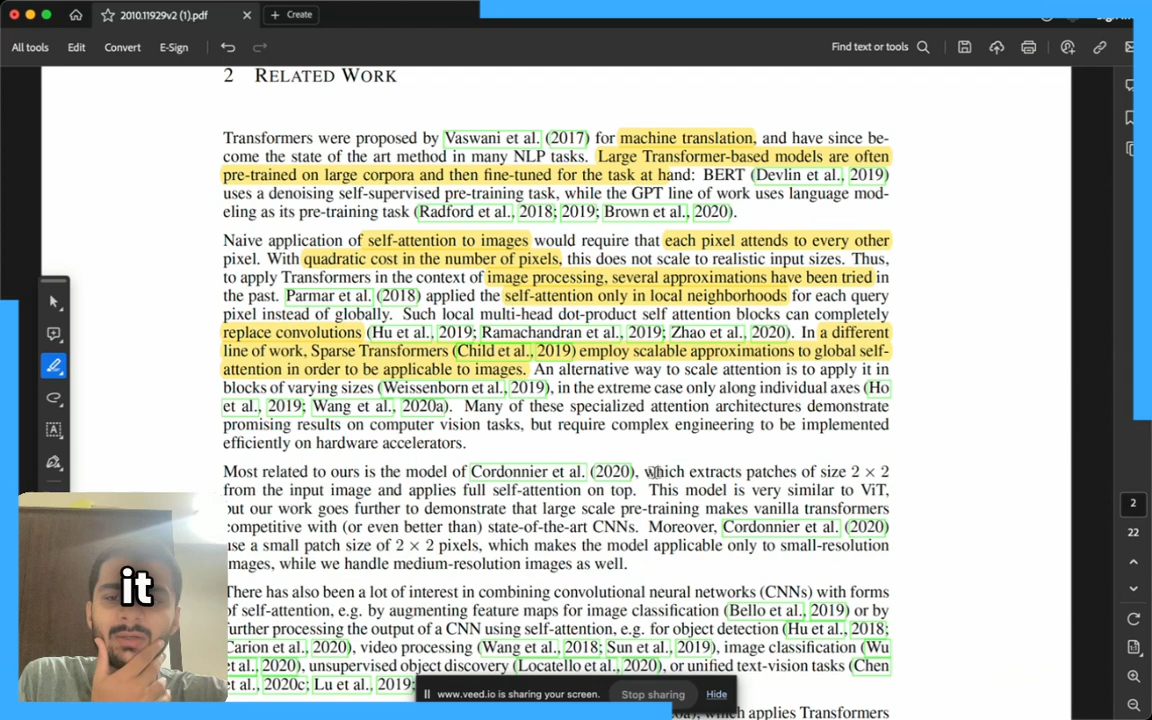 2010.11929v2 (1).pdf
Create
All tools
Edit
Convert
E-Sign
Find text or tools
2 RELATED WORK
Transformers were proposed by Vaswani et al. (2017) for machine translation, and have since be-
come the state of the art method in many NLP tasks. Large Transformer-based models are often
pre-trained on large corpora and then fine-tuned for the task at hand: BERT (Devlin et al., 2019)
uses a denoising self-supervised pre-training task, while the GPT line of work uses language mod-
eling as its pre-training task (Radford et al., 2018; 2019; Brown et al., 2020).
Naive application of self-attention to images would require that each pixel attends to every other
pixel. With quadratic cost in the number of pixels, this does not scale to realistic input sizes. Thus,
to apply Transformers in the context of image processing, several approximations have been tried in
the past. Parmar et al. (2018) applied the self-attention only in local neighborhoods for each query
pixel instead of globally. Such local multi-head dot-product self attention blocks can completely
replace convolutions (Hu et al., 2019; Ramachandran et al., 2019; Zhao et al., 2020). In a different
line of work, Sparse Transformers (Child et al., 2019) employ scalable approximations to global self-
attention in order to be applicable to images. An alternative way to scale attention is to apply it in
blocks of varying sizes (Weissenborn et al., 2019), in the extreme case only along individual axes (Ho
et al., 2019; Wang et al., 2020a). Many of these specialized attention architectures demonstrate
promising results on computer vision tasks, but require complex engineering to be implemented
efficiently on hardware accelerators.
Most related to ours is the model of Cordonnier et al. (2020), which extracts patches of size 2 × 2
from the input image and applies full self-attention on top. This model is very similar to ViT,
but our work goes further to demonstrate that large scale pre-training makes vanilla transformers
competitive with (or even better than) state-of-the-art CNNs. Moreover, Cordonnier et al. (2020)
use a small patch size of 2 × 2 pixels, which makes the model applicable only to small-resolution
images, while we handle medium-resolution images as well.
There has also been a lot of interest in combining convolutional neural networks (CNNs) with forms
of self-attention, e.g. by augmenting feature maps for image classification (Bello et al., 2019) or by
further processing the output of a CNN using self-attention, e.g. for object detection (Hu et al., 2018;
Carion et al., 2020), video processing (Wang et al., 2018; Sun et al., 2019), image classification (Wu
et al., 2020), unsupervised object discovery (Locatello et al., 2020), or unified text-vision tasks (Chen
et al., 2020c; Lu et al., 2019;
which applies Transformers
it
www.veed.io is sharing your screen.
Stop sharing
Hide
2
22